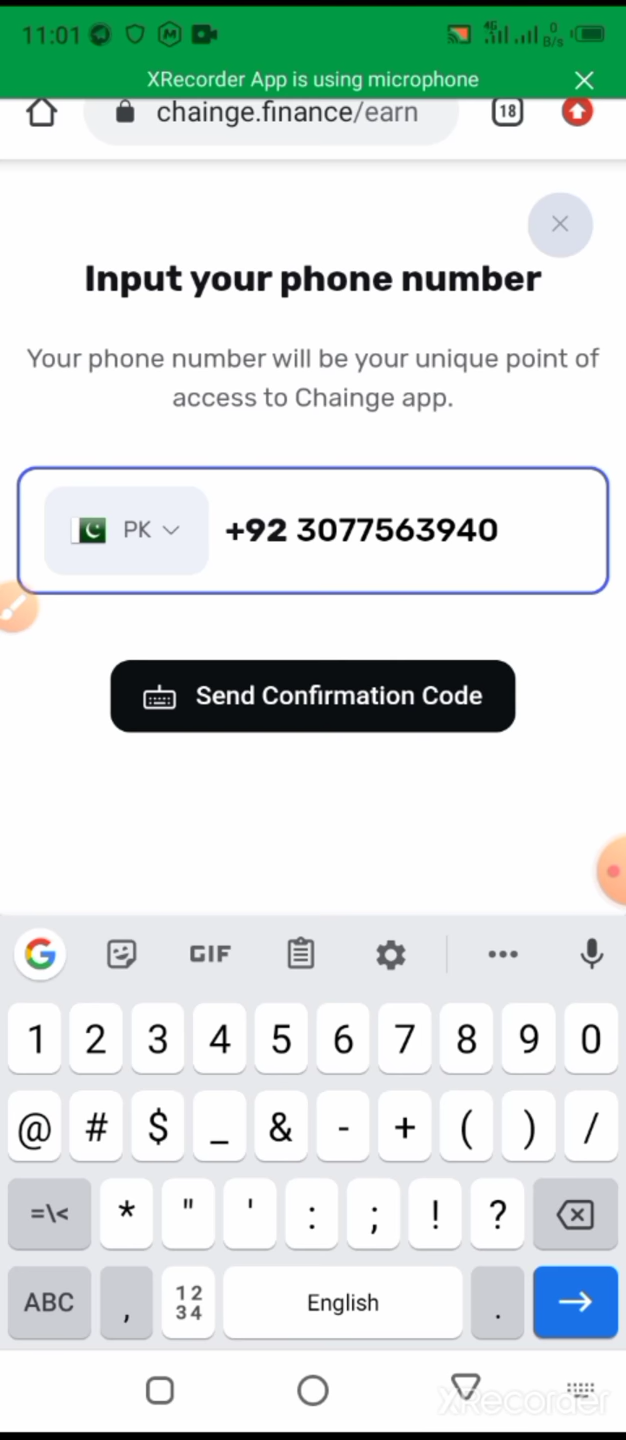 11:01
4G
0
B/s
XRecorder App is using microphone
chainge.finance/earn
18
Input your phone number
Your phone number will be your unique point of
access to Chainge app.
PK +92 3077563940
Send Confirmation Code
G GIF
1 2 3 4 5 6 7 8 9 0
@ # $ _ & - + ( ) /
=\< * " ' : ; ! ?
ABC , 12 34 English .
XRecorder